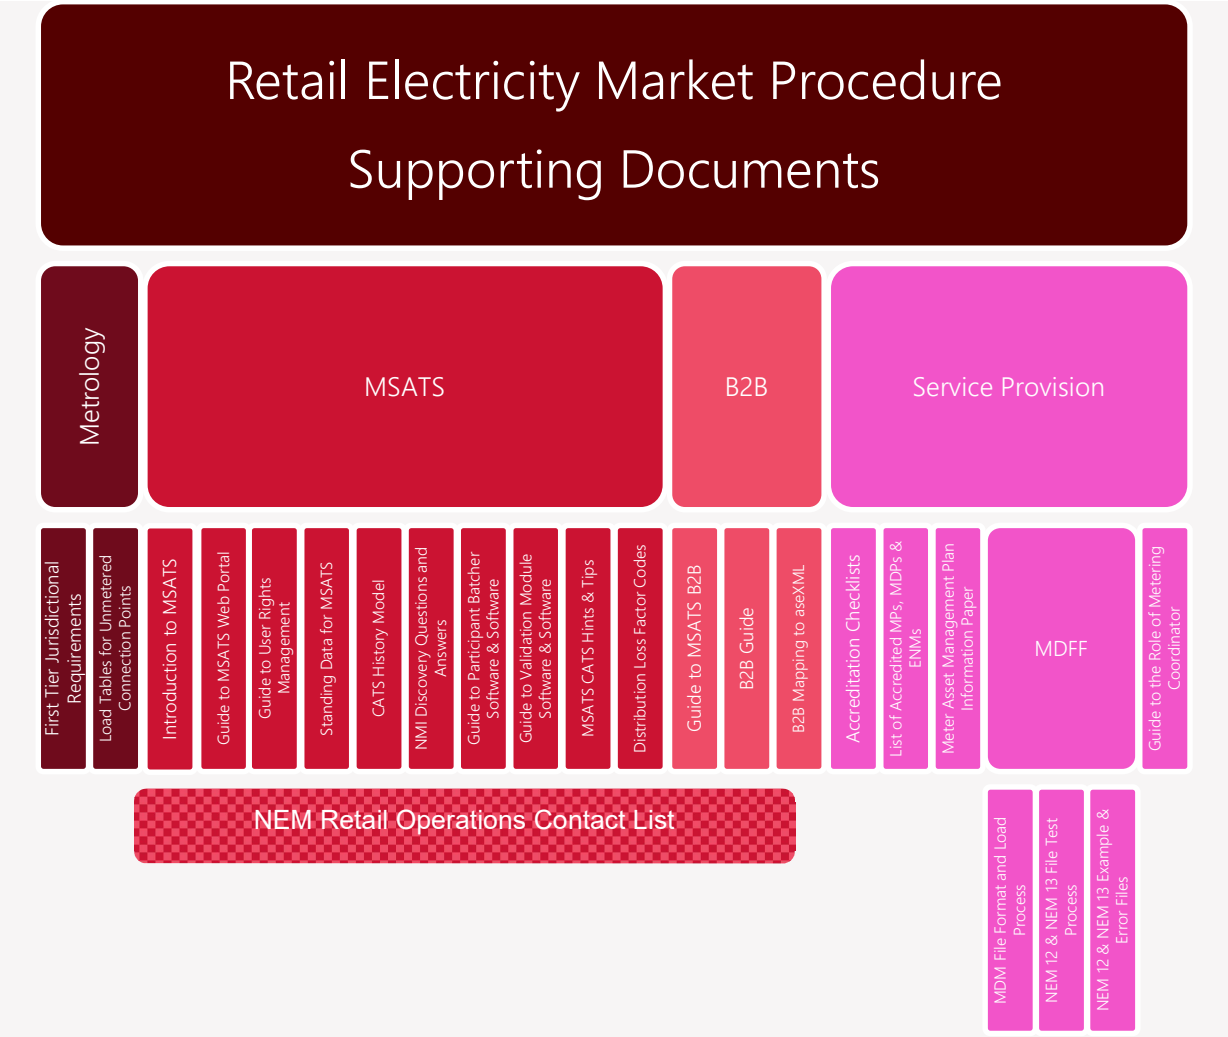 Retail Electricity Market Procedure
Supporting Documents
Metrology
MSATS
B2B
Service Provision
First Tier Jurisdictional
Requirements
Load Tables for Unmetered
Connection Points
Introduction to MSATS
Guide to MSATS Web Portal
Guide to User Rights
Management
Standing Data for MSATS
CATS History Model
NMI Discovery Questions and
Answers
Guide to Participant Batcher
Software & Software
Guide to Validation Module
Software & Software
MSATS CATS Hints & Tips
Distribution Loss Factor Codes
Guide to MSATS B2B
B2B Guide
B2B Mapping to aseXML
Accreditation Checklists
List of Accredited MPs, MDPs &
ENMs
Meter Asset Management Plan
Information Paper
MDFF
Guide to the Role of Metering
Coordinator
NEM Retail Operations Contact List
MDM File Format and Load
Process
NEM 12 & NEM 13 File Test
Process
NEM 12 & NEM 13 Example &
Error Files